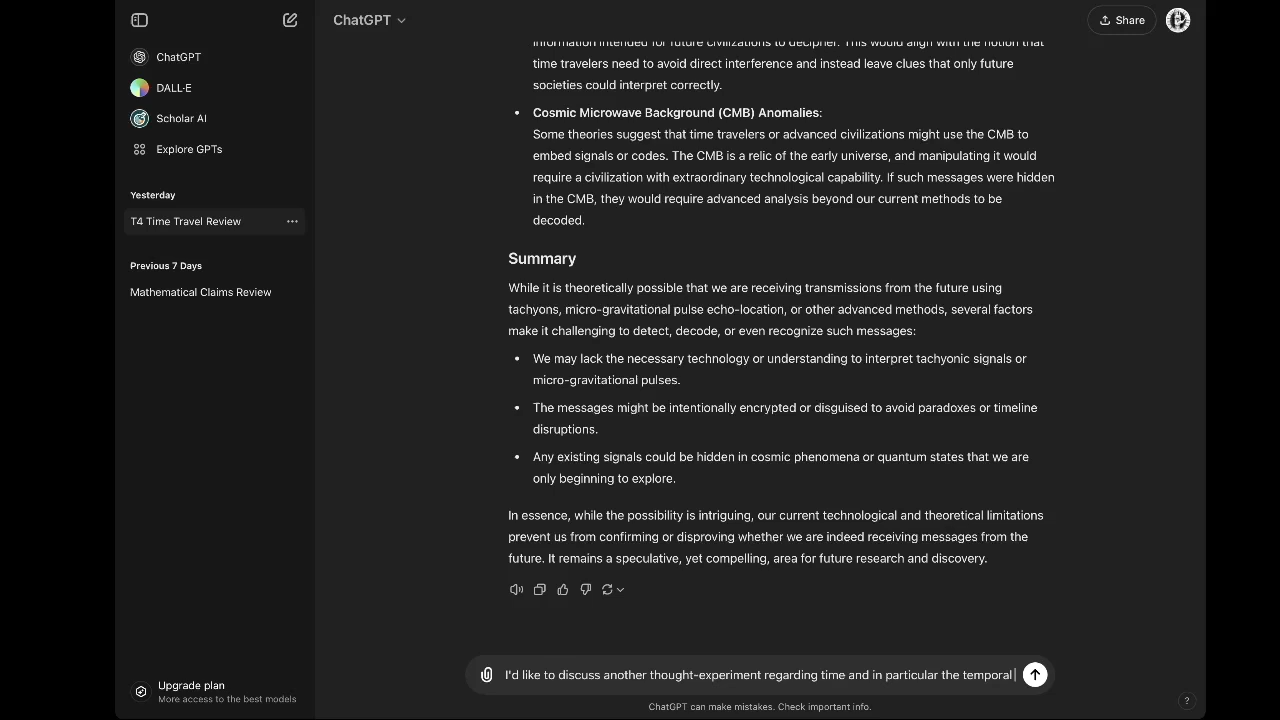 ChatGPT
Share
ChatGPT
DALL·E
Scholar AI
Explore GPTs
Yesterday
T4 Time Travel Review
Previous 7 Days
Mathematical Claims Review
information intended for future civilizations to decipher. This would align with the notion that
time travelers need to avoid direct interference and instead leave clues that only future
societies could interpret correctly.
• Cosmic Microwave Background (CMB) Anomalies:
Some theories suggest that time travelers or advanced civilizations might use the CMB to
embed signals or codes. The CMB is a relic of the early universe, and manipulating it would
require a civilization with extraordinary technological capability. If such messages were hidden
in the CMB, they would require advanced analysis beyond our current methods to be
decoded.
Summary
While it is theoretically possible that we are receiving transmissions from the future using
tachyons, micro-gravitational pulse echo-location, or other advanced methods, several factors
make it challenging to detect, decode, or even recognize such messages:
• We may lack the necessary technology or understanding to interpret tachyonic signals or
micro-gravitational pulses.
• The messages might be intentionally encrypted or disguised to avoid paradoxes or timeline
disruptions.
• Any existing signals could be hidden in cosmic phenomena or quantum states that we are
only beginning to explore.
In essence, while the possibility is intriguing, our current technological and theoretical limitations
prevent us from confirming or disproving whether we are indeed receiving messages from the
future. It remains a speculative, yet compelling, area for future research and discovery.
I'd like to discuss another thought-experiment regarding time and in particular the temporal
Upgrade plan
More access to the best models
ChatGPT can make mistakes. Check important info.
?